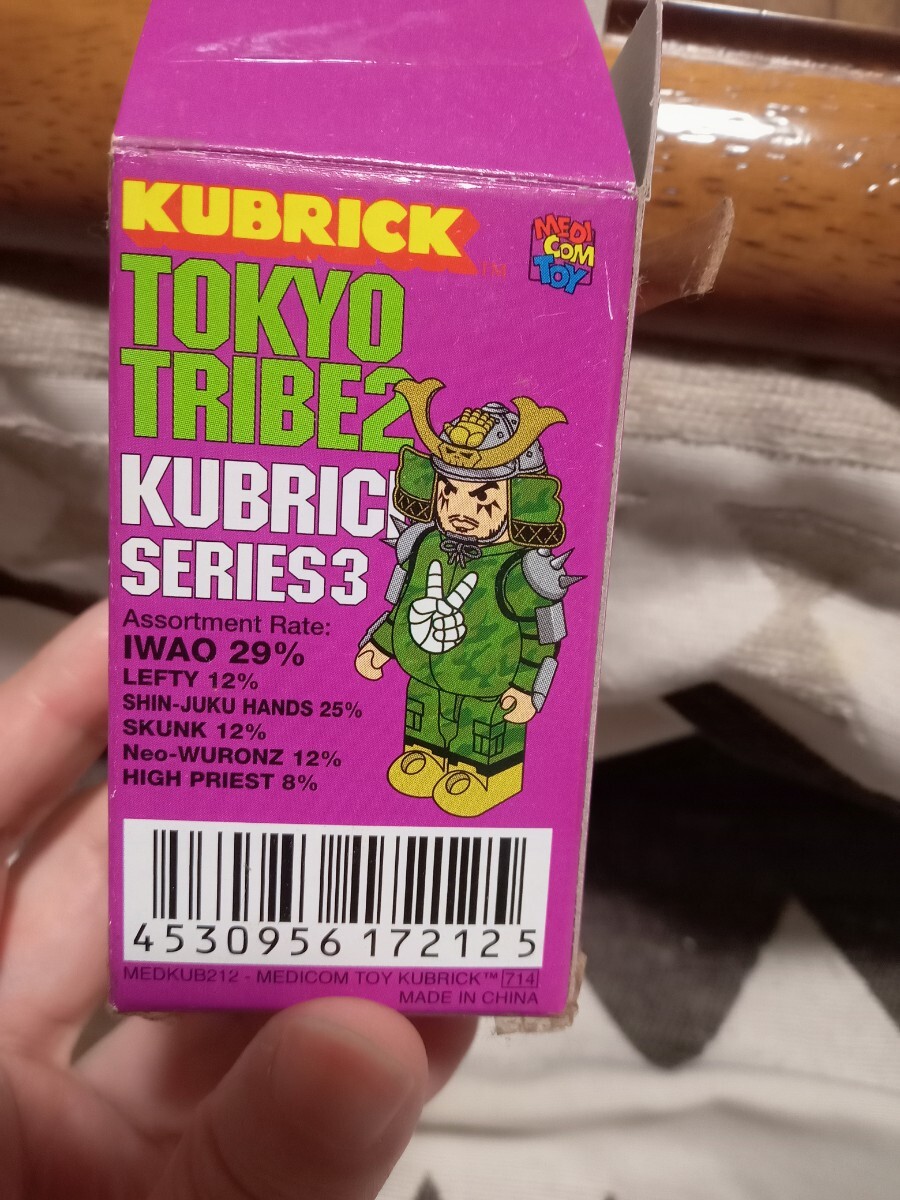 KUBRICK™
MEDI
COM
TOY
TOKYO
TRIBE2
KUBRICK
SERIES3
Assortment Rate:
IWAO 29%
LEFTY 12%
SHIN-JUKU HANDS 25%
SKUNK 12%
Neo-WURONZ 12%
HIGH PRIEST 8%
4530956 172125
MEDKUB212 - MEDICOM TOY KUBRICK™ 714
MADE IN CHINA